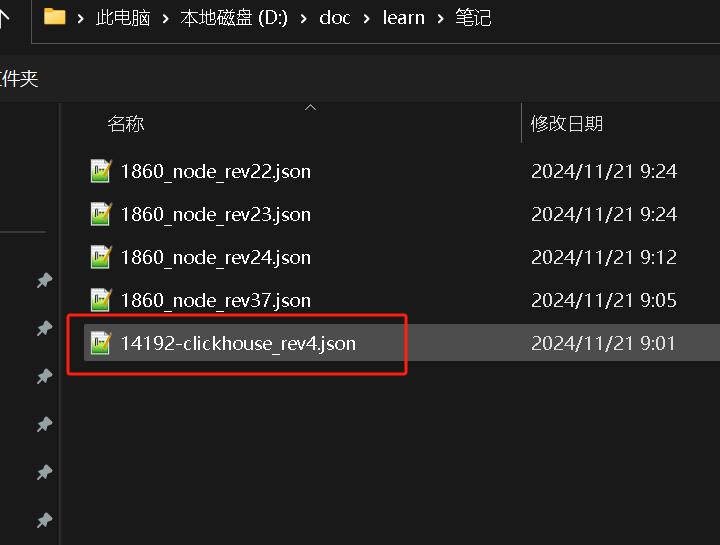 此电脑 › 本地磁盘 (D:) › doc › learn › 笔记
件夹
名称 修改日期
1860_node_rev22.json 2024/11/21 9:24
1860_node_rev23.json 2024/11/21 9:24
1860_node_rev24.json 2024/11/21 9:12
1860_node_rev37.json 2024/11/21 9:05
14192-clickhouse_rev4.json 2024/11/21 9:01